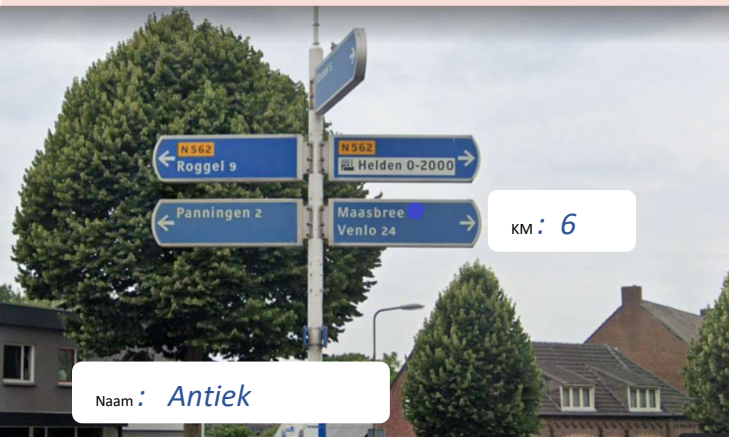 N562
Roggel 9
N562
Helden 0-2000
Panningen 2
Maasbree
Venlo 24
KM : 6
Naam : Antiek